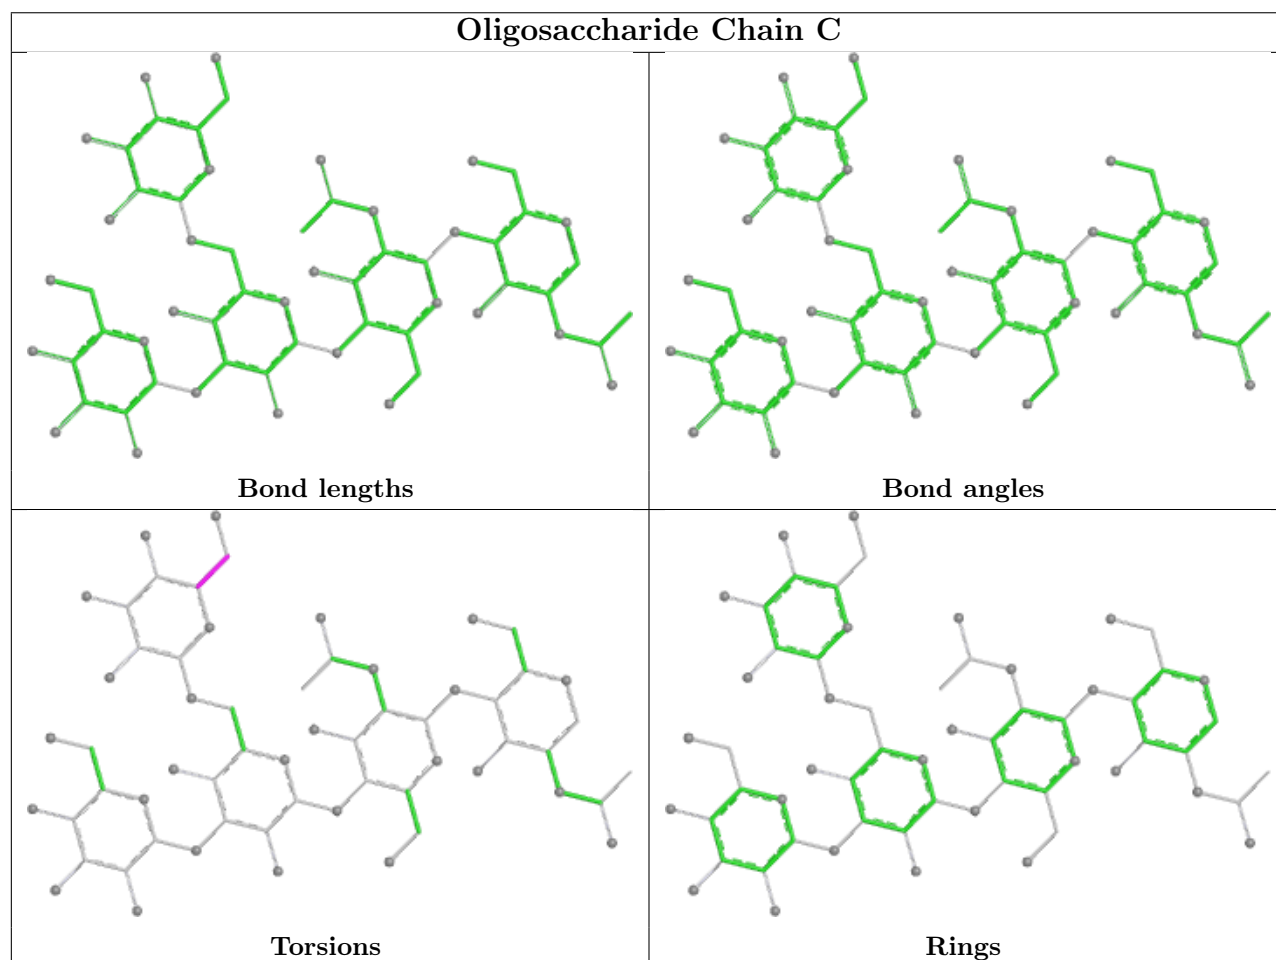 Oligosaccharide Chain C
Bond lengths
Bond angles
Torsions
Rings